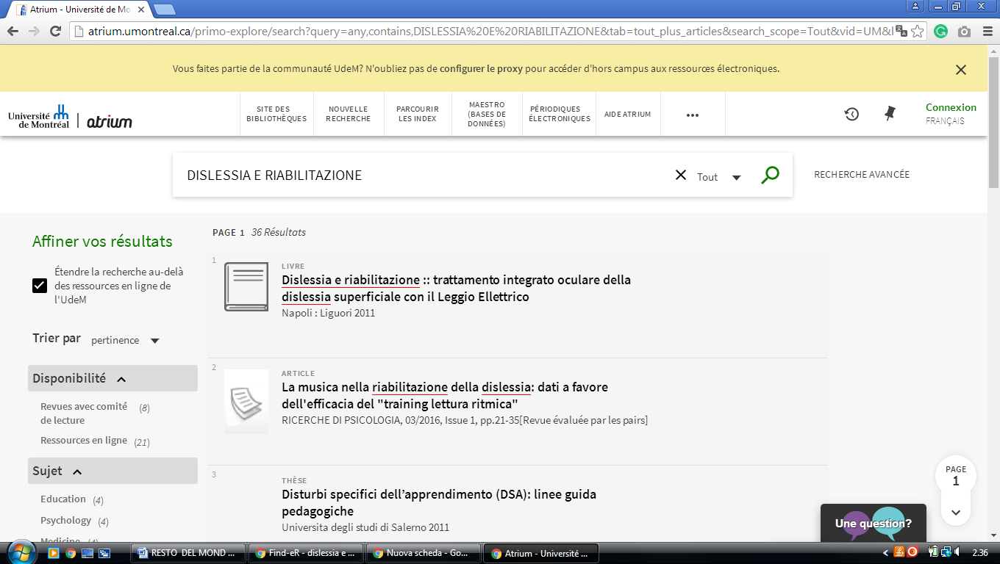 Atrium - Université de Mo
atrium.umontreal.ca/primo-explore/search?query=any,contains,DISLESSIA%20E%20RIABILITAZIONE&tab=tout_plus_articles&search_scope=Tout&vid=UM&l
Vous faites partie de la communauté UdeM? N'oubliez pas de configurer le proxy pour accéder d'hors campus aux ressources électroniques.
Université de Montréal | atrium
SITE DES BIBLIOTHÈQUES
NOUVELLE RECHERCHE
PARCOURIR LES INDEX
MAESTRO (BASES DE DONNÉES)
PÉRIODIQUES ÉLECTRONIQUES
AIDE ATRIUM
Connexion
FRANÇAIS
DISLESSIA E RIABILITAZIONE
Tout
RECHERCHE AVANCÉE
Affiner vos résultats
Étendre la recherche au-delà
des ressources en ligne de
l'UdeM
Trier par pertinence
Disponibilité
Revues avec comité (8)
de lecture
Ressources en ligne (21)
Sujet
Education (4)
Psychology (4)
Medicine (4)
PAGE 1 36 Résultats
1
LIVRE
Dislessia e riabilitazione :: trattamento integrato oculare della
dislessia superficiale con il Leggio Ellettrico
Napoli : Liguori 2011
2
ARTICLE
La musica nella riabilitazione della dislessia: dati a favore
dell'efficacia del "training lettura ritmica"
RICERCHE DI PSICOLOGIA, 03/2016, Issue 1, pp.21-35[Revue évaluée par les pairs]
3
THÈSE
Disturbi specifici dell’apprendimento (DSA): linee guida
pedagogiche
Universita degli studi di Salerno 2011
PAGE
1
Une question?
RESTO DEL MOND ...
Find-eR - dislessia e ...
Nuova scheda - Go...
Atrium - Université ...
2.36